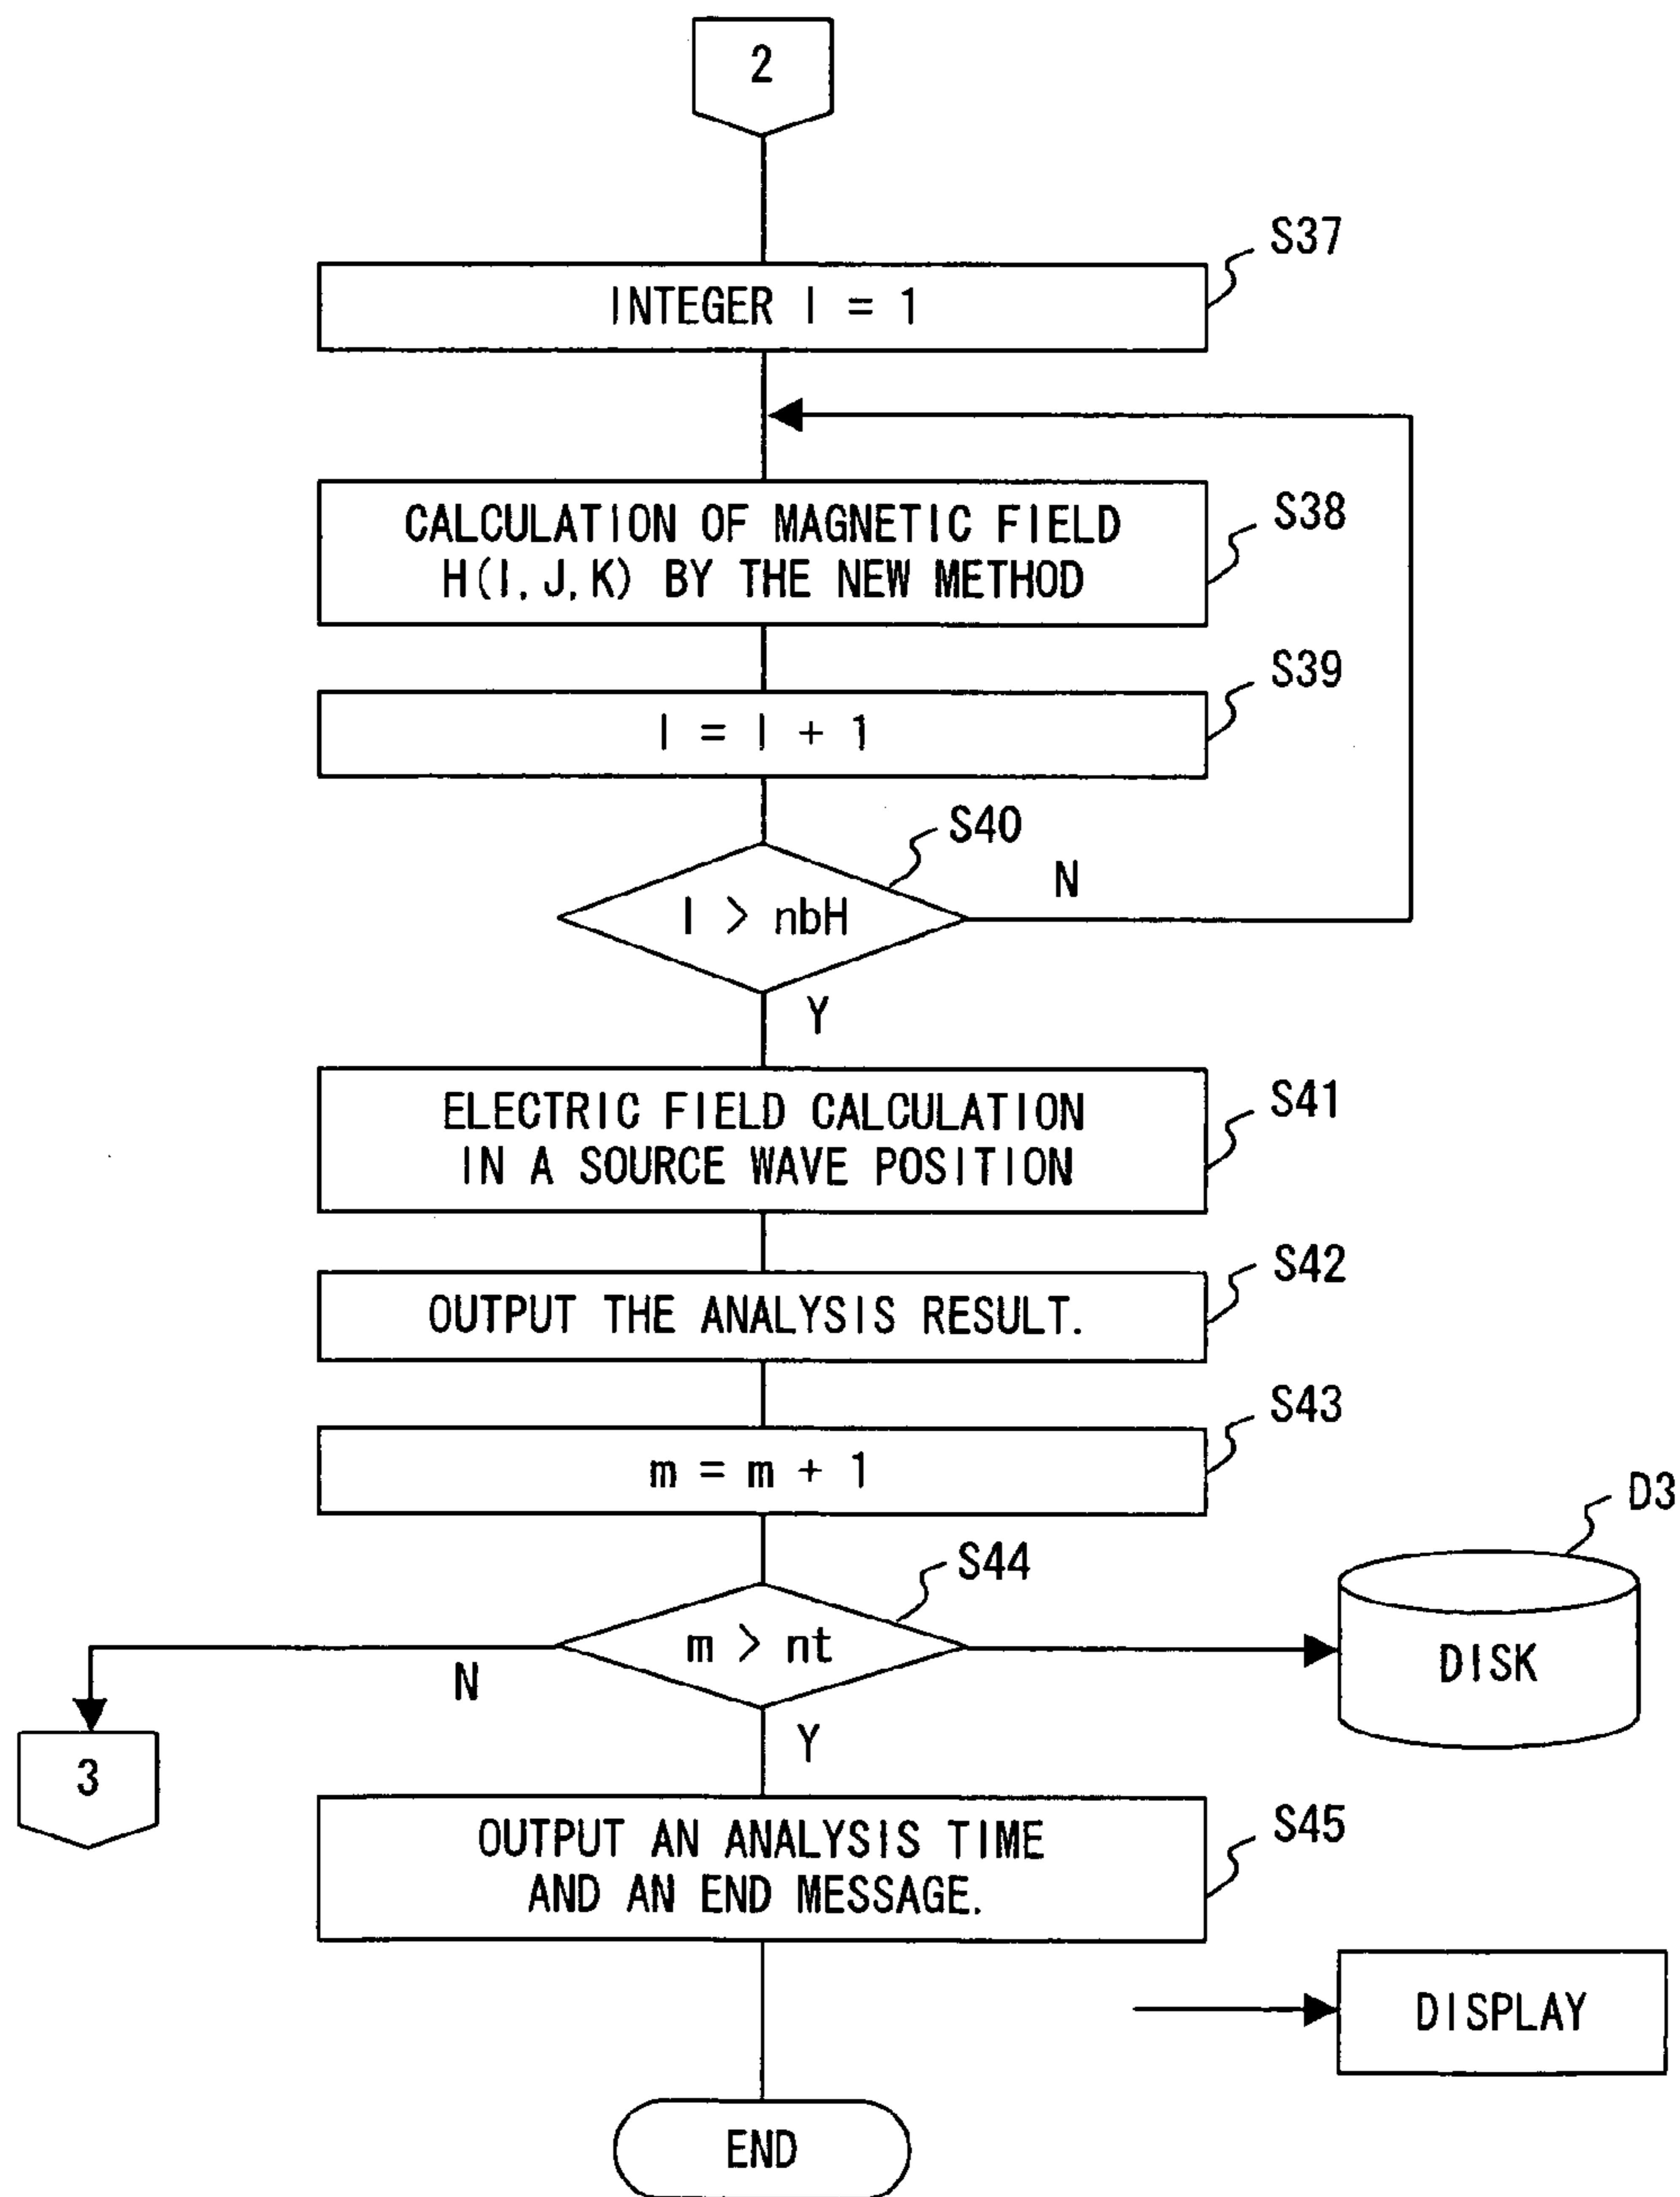 2
S37
INTEGER I = 1
S38
CALCULATION OF MAGNETIC FIELD
H(I,J,K) BY THE NEW METHOD
S39
I = I + 1
S40
I > nbH
N
Y
S41
ELECTRIC FIELD CALCULATION
IN A SOURCE WAVE POSITION
S42
OUTPUT THE ANALYSIS RESULT.
S43
m = m + 1
D3
S44
m > nt
DISK
N
Y
3
S45
OUTPUT AN ANALYSIS TIME
AND AN END MESSAGE.
DISPLAY
END